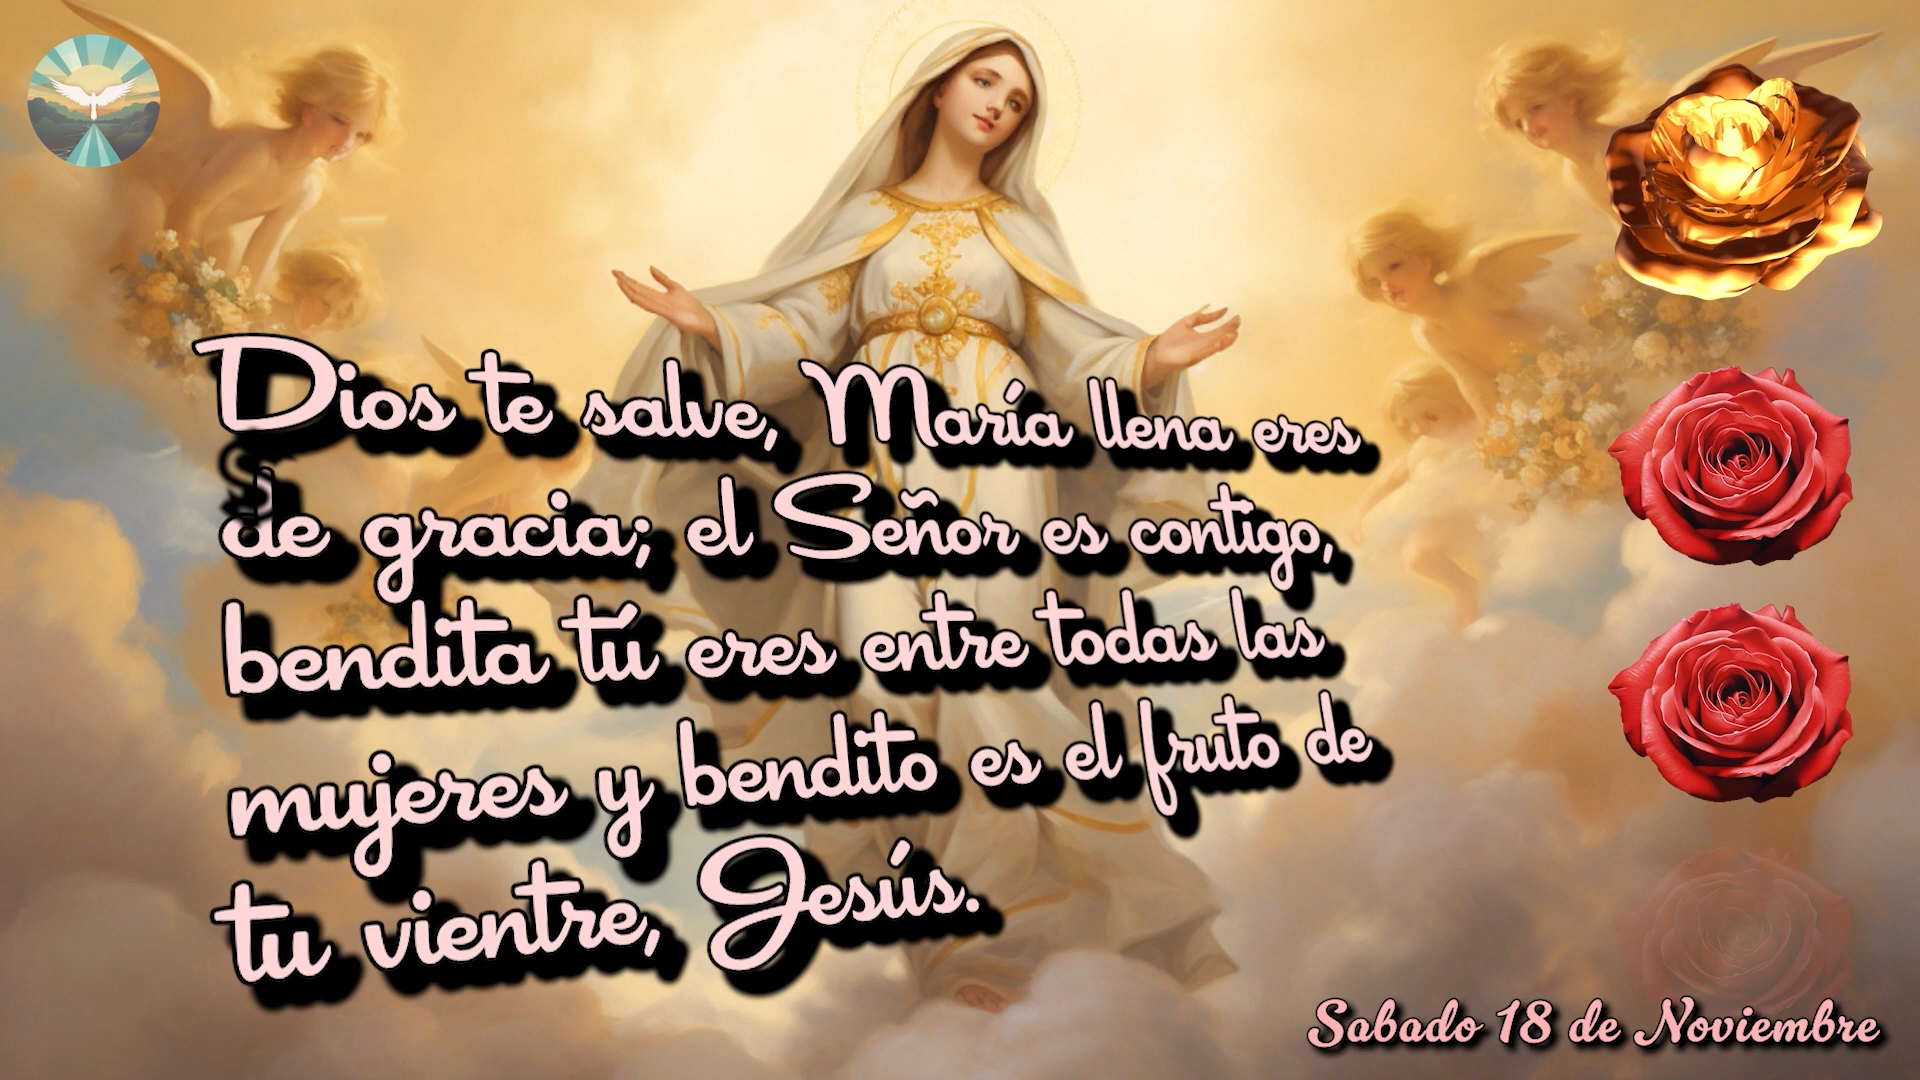 Dios te salve, María llena eres
de gracia; el Señor es contigo,
bendita tú eres entre todas las
mujeres y bendito es el fruto de
tu vientre, Jesús.
Sabado 18 de Noviembre